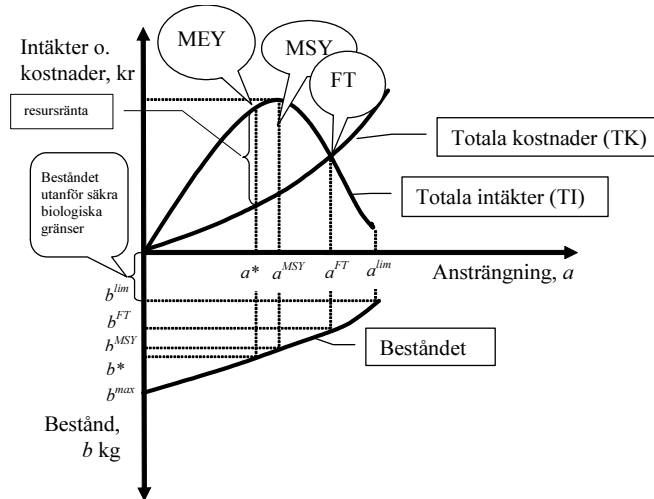 Intäkter o.
kostnader, kr
MEY
MSY
FT
resursränta
Totala kostnader (TK)
Beståndet
utanför säkra
biologiska
gränser
Totala intäkter (TI)
a* a^MSY a^FT a^lim Ansträngning, a
b^lim
b^FT
b^MSY
b*
b^max
Beståndet
Bestånd,
b kg